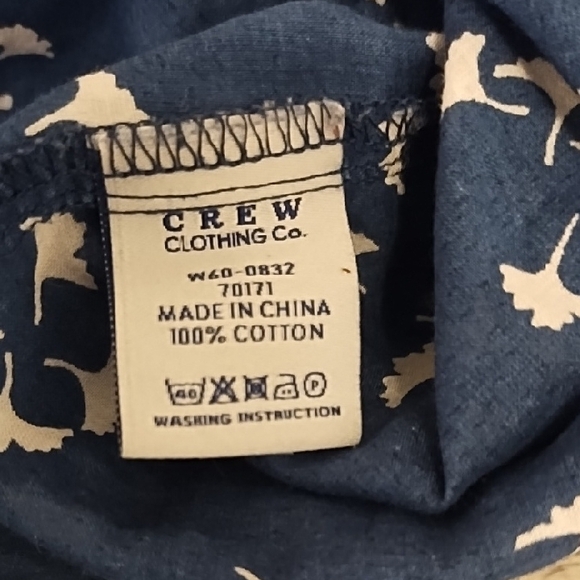 CREW
CLOTHING Co.
W60-0832
70171
MADE IN CHINA
100% COTTON
40 P
WASHING INSTRUCTION